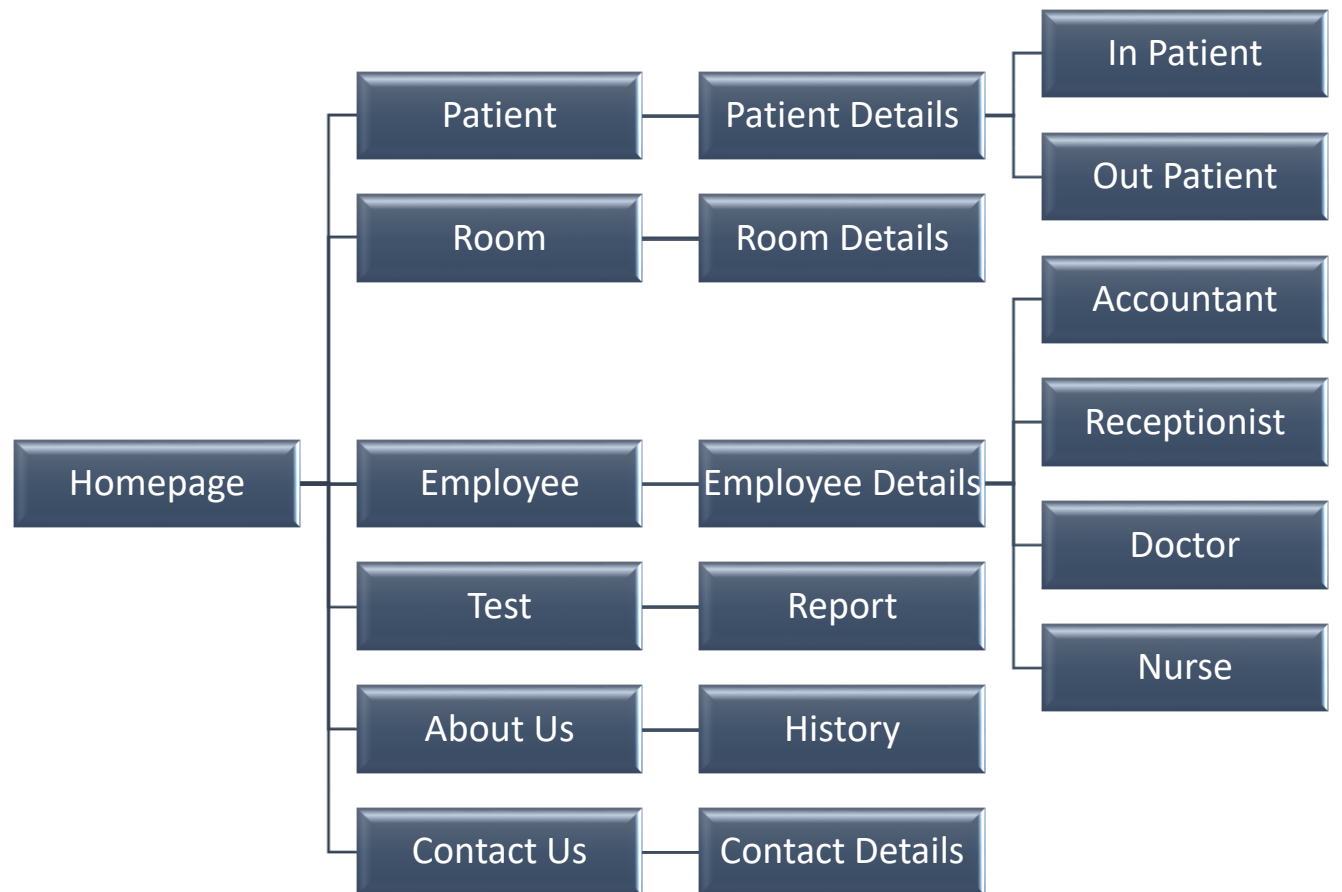 Homepage
Patient
Patient Details
In Patient
Out Patient
Room
Room Details
Employee
Employee Details
Accountant
Receptionist
Doctor
Nurse
Test
Report
About Us
History
Contact Us
Contact Details